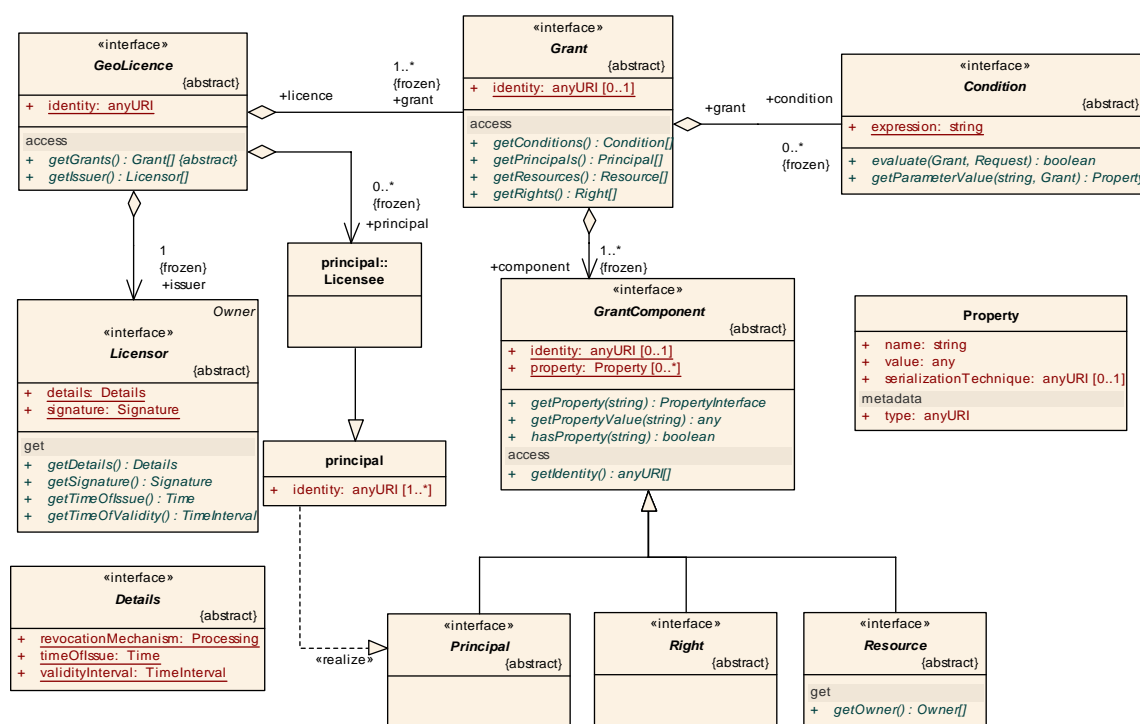 «interface»
GeoLicence
{abstract}
+ identity: anyURI
access
+ getGrants() : Grant[] {abstract}
+ getIssuer() : Licensor[]
+licence
1..*
{frozen}
+grant
«interface»
Grant
{abstract}
+ identity: anyURI [0..1]
access
+ getConditions() : Condition[]
+ getPrincipals() : Principal[]
+ getResources() : Resource[]
+ getRights() : Right[]
+grant
+condition
0..*
{frozen}
«interface»
Condition
{abstract}
+ expression: string
+ evaluate(Grant, Request) : boolean
+ getParameterValue(string, Grant) : Property
0..*
{frozen}
+principal
1
{frozen}
+issuer
principal::
Licensee
+component
1..*
{frozen}
Owner
«interface»
Licensor
{abstract}
+ details: Details
+ signature: Signature
get
+ getDetails() : Details
+ getSignature() : Signature
+ getTimeOfIssue() : Time
+ getTimeOfValidity() : TimeInterval
«interface»
GrantComponent
{abstract}
+ identity: anyURI [0..1]
+ property: Property [0..*]
+ getProperty(string) : PropertyInterface
+ getPropertyValue(string) : any
+ hasProperty(string) : boolean
access
+ getIdentity() : anyURI[]
Property
+ name: string
+ value: any
+ serializationTechnique: anyURI [0..1]
metadata
+ type: anyURI
principal
+ identity: anyURI [1..*]
«interface»
Details
{abstract}
+ revocationMechanism: Processing
+ timeOfIssue: Time
+ validityInterval: TimeInterval
«realize»
«interface»
Principal
{abstract}
«interface»
Right
{abstract}
«interface»
Resource
{abstract}
get
+ getOwner() : Owner[]